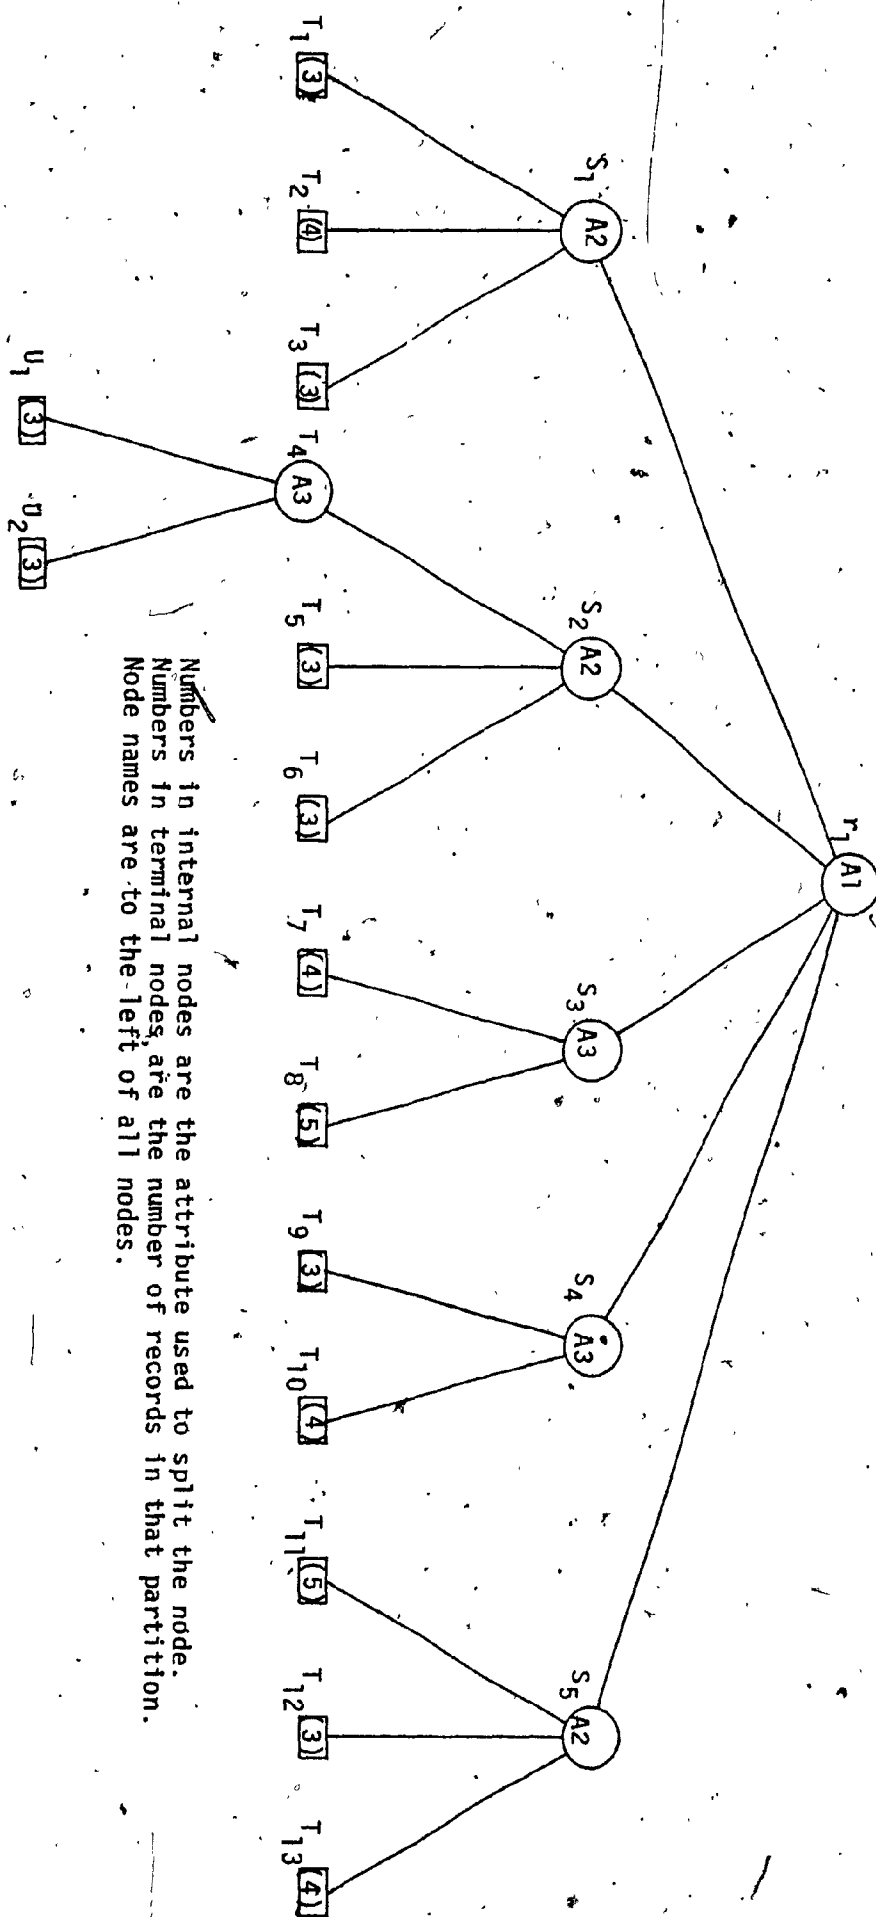 r1 A1
S1 A2
S2 A2
S3 A3
S4 A3
S5 A2
T1 (3)
T2 (4)
T3 (3)
T4 A3
T5 (3)
T6 (3)
T7 (4)
T8 (5)
T9 (3)
T10 (4)
T11 (5)
T12 (3)
T13 (4)
U1 (3)
U2 (3)
Numbers in internal nodes are the attribute used to split the node.
Numbers in terminal nodes, are the number of records in that partition.
Node names are to the left of all nodes.